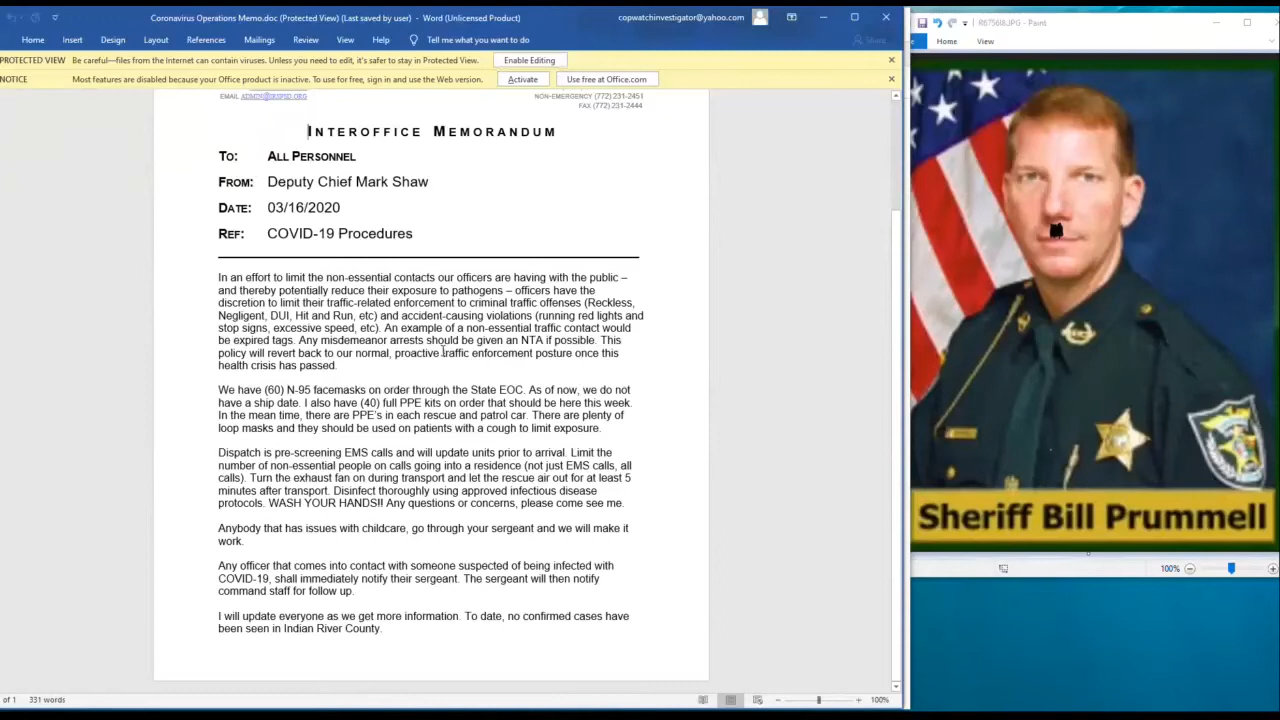 Coronavirus Operations Memo.doc (Protected View) (Last saved by user) - Word (Unlicensed Product)
copwatchinvestigator@yahoo.com
Home Insert Design Layout References Mailings Review View Help Tell me what you want to do Share
PROTECTED VIEW Be careful—files from the Internet can contain viruses. Unless you need to edit, it's safer to stay in Protected View. Enable Editing
NOTICE Most features are disabled because your Office product is inactive. To use for free, sign in and use the Web version. Activate Use free at Office.com
EMAIL ADMIN@IRSPSD.ORG
NON-EMERGENCY (772) 231-2451
FAX (772) 231-2444
INTEROFFICE MEMORANDUM
TO: ALL PERSONNEL
FROM: Deputy Chief Mark Shaw
DATE: 03/16/2020
REF: COVID-19 Procedures
In an effort to limit the non-essential contacts our officers are having with the public –
and thereby potentially reduce their exposure to pathogens – officers have the
discretion to limit their traffic-related enforcement to criminal traffic offenses (Reckless,
Negligent, DUI, Hit and Run, etc) and accident-causing violations (running red lights and
stop signs, excessive speed, etc). An example of a non-essential traffic contact would
be expired tags. Any misdemeanor arrests should be given an NTA if possible. This
policy will revert back to our normal, proactive traffic enforcement posture once this
health crisis has passed.
We have (60) N-95 facemasks on order through the State EOC. As of now, we do not
have a ship date. I also have (40) full PPE kits on order that should be here this week.
In the mean time, there are PPE's in each rescue and patrol car. There are plenty of
loop masks and they should be used on patients with a cough to limit exposure.
Dispatch is pre-screening EMS calls and will update units prior to arrival. Limit the
number of non-essential people on calls going into a residence (not just EMS calls, all
calls). Turn the exhaust fan on during transport and let the rescue air out for at least 5
minutes after transport. Disinfect thoroughly using approved infectious disease
protocols. WASH YOUR HANDS!! Any questions or concerns, please come see me.
Anybody that has issues with childcare, go through your sergeant and we will make it
work.
Any officer that comes into contact with someone suspected of being infected with
COVID-19, shall immediately notify their sergeant. The sergeant will then notify
command staff for follow up.
I will update everyone as we get more information. To date, no confirmed cases have
been seen in Indian River County.
of 1 331 words
100%
R67568I.JPG - Paint
Home View
Sheriff Bill Prummell
100%